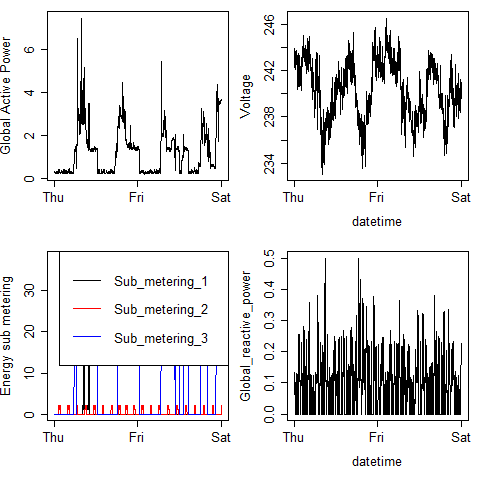 Global Active Power
6
4
2
0
Thu
Fri
Sat
Voltage
246
242
238
234
Thu
Fri
Sat
datetime
Energy sub metering
30
20
10
0
Sub_metering_1
Sub_metering_2
Sub_metering_3
Thu
Fri
Sat
Global_reactive_power
0.5
0.4
0.3
0.2
0.1
0.0
Thu
Fri
Sat
datetime